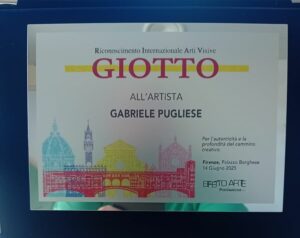 Riconoscimento Internazionale Arti Visive
GIOTTO
ALL'ARTISTA
GABRIELE PUGLIESE
Per l'autenticità e la
profondità del cammino
creativo.
Firenze, Palazzo Borghese
14 Giugno 2025
EFFETTO ARTE